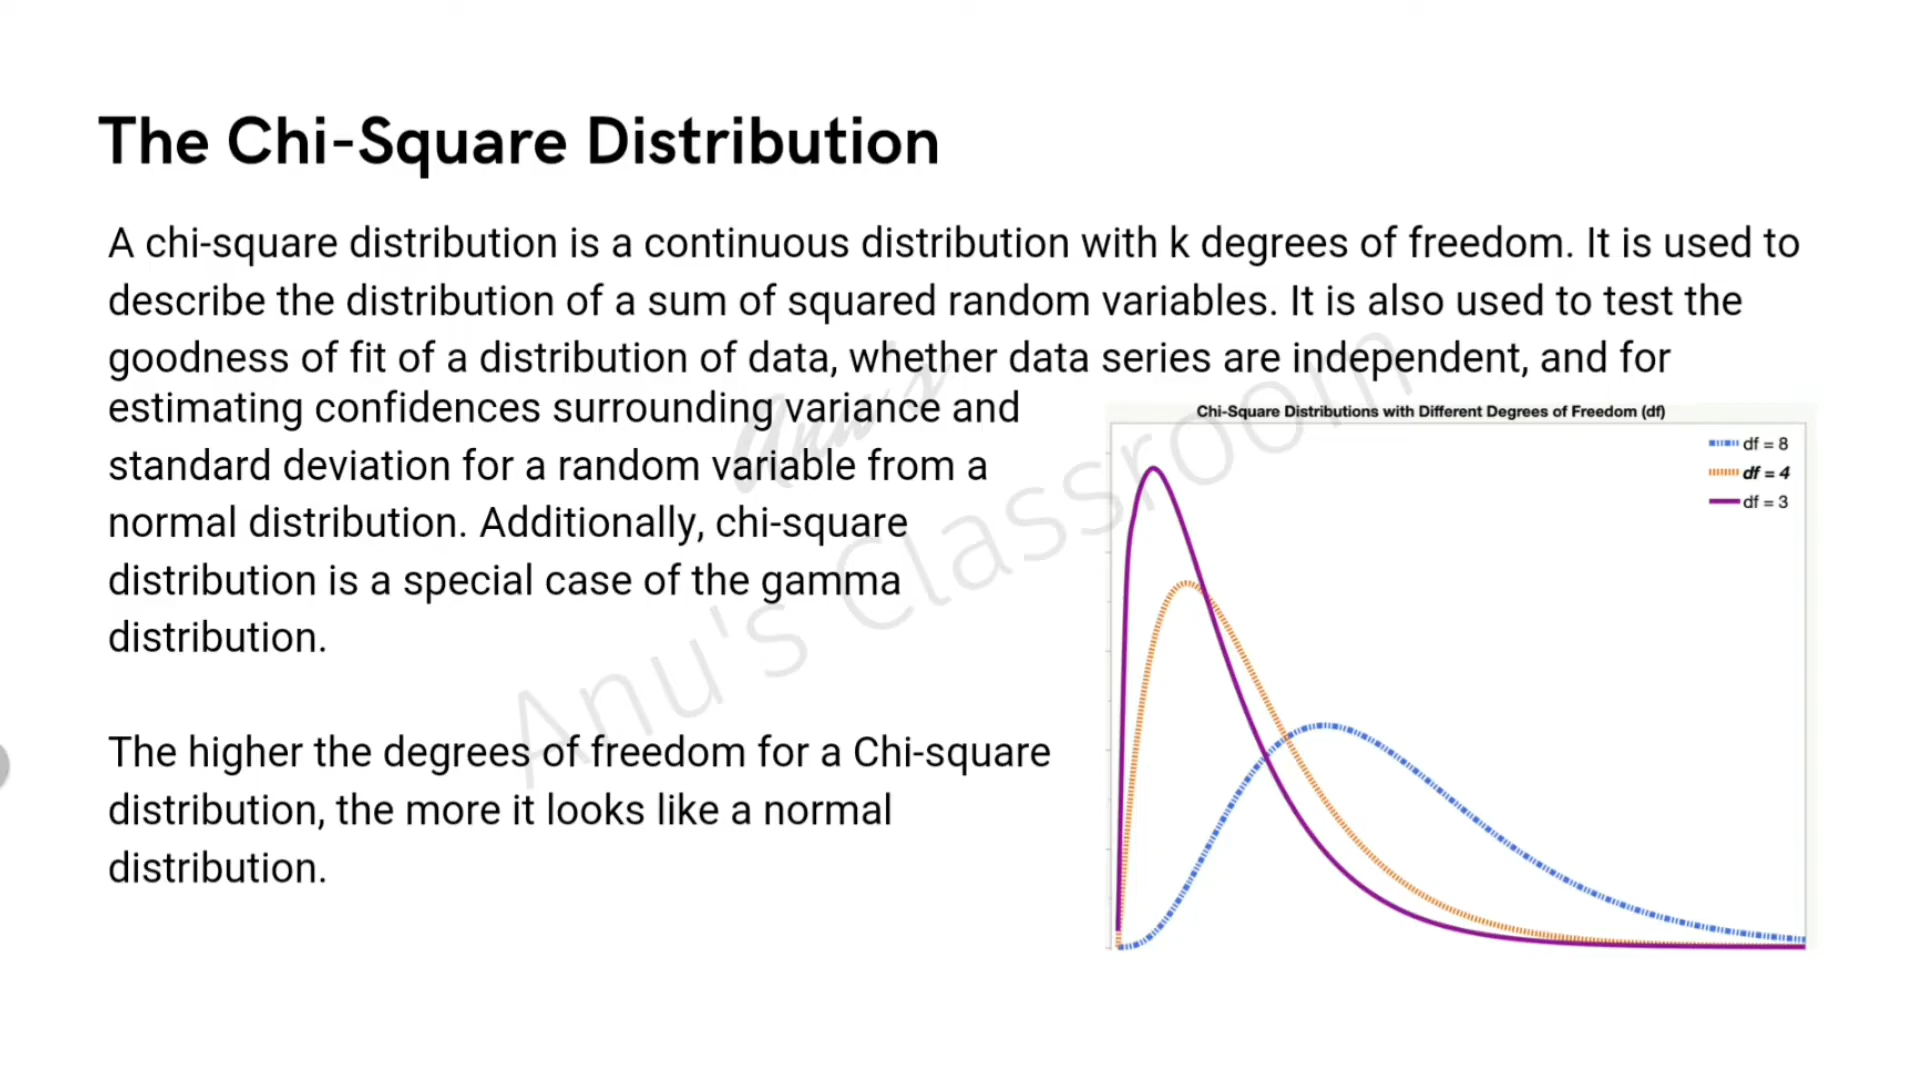 The Chi-Square Distribution
A chi-square distribution is a continuous distribution with k degrees of freedom. It is used to
describe the distribution of a sum of squared random variables. It is also used to test the
goodness of fit of a distribution of data, whether data series are independent, and for
estimating confidences surrounding variance and
standard deviation for a random variable from a
normal distribution. Additionally, chi-square
distribution is a special case of the gamma
distribution.
The higher the degrees of freedom for a Chi-square
distribution, the more it looks like a normal
distribution.
Chi-Square Distributions with Different Degrees of Freedom (df)
df = 8
df = 4
df = 3
Anu's
Anu's Classroom